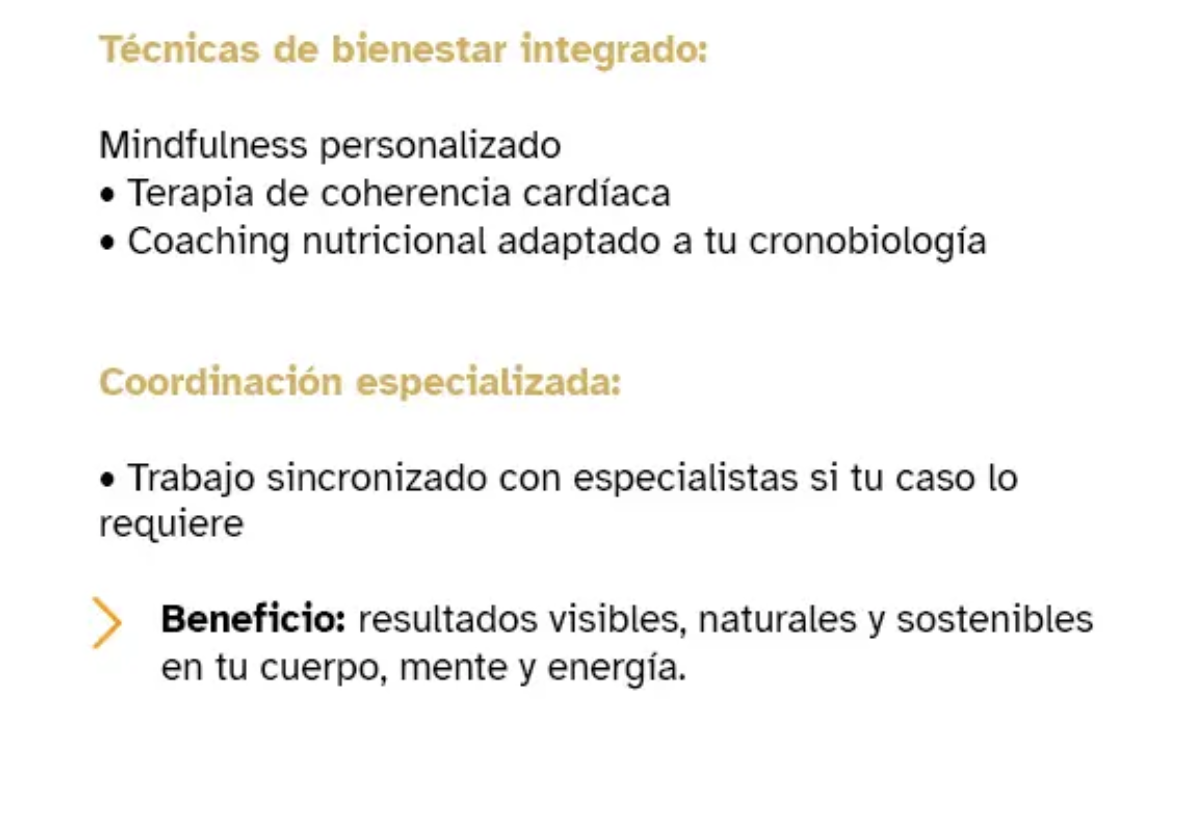 Técnicas de bienestar integrado:
Mindfulness personalizado
• Terapia de coherencia cardíaca
• Coaching nutricional adaptado a tu cronobiología
Coordinación especializada:
• Trabajo sincronizado con especialistas si tu caso lo
requiere
Beneficio: resultados visibles, naturales y sostenibles
en tu cuerpo, mente y energía.